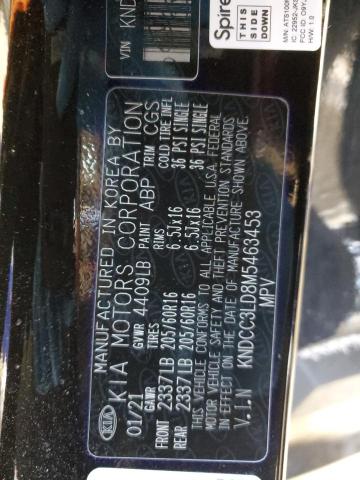 MANUFACTURED IN KOREA BY
KIA KIA MOTORS CORPORATION
01/21 GVWR 4409LB PAINT ABP TRIM CGS
GAWR TIRES RIMS COLD TIRE INFL
FRONT 2337LB 205/60R16 6.5Jx16 36 PSI SINGLE
REAR 2337LB 205/60R16 6.5Jx16 36 PSI SINGLE
THIS VEHICLE CONFORMS TO ALL APPLICABLE U.S.A. FEDERAL
MOTOR VEHICLE SAFETY AND THEFT PREVENTION STANDARDS
IN EFFECT ON THE DATE OF MANUFACTURE SHOWN ABOVE
V.I.N KNDCC3LD8M5463453
MPV
VIN KND
Spire
THIS
SIDE
DOWN